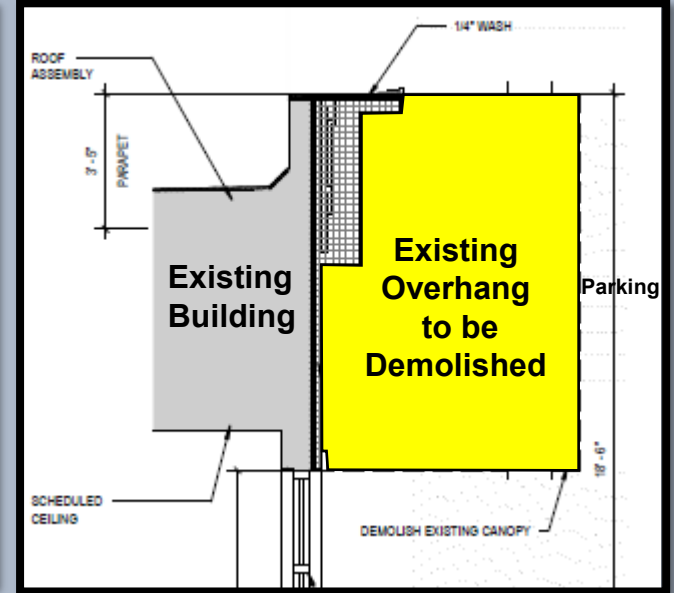 1/4" WASH
ROOF
ASSEMBLY
3' - 5"
PARAPET
Existing
Building
Existing
Overhang
to be
Demolished
Parking
18' - 6"
SCHEDULED
CEILING
DEMOLISH EXISTING CANOPY